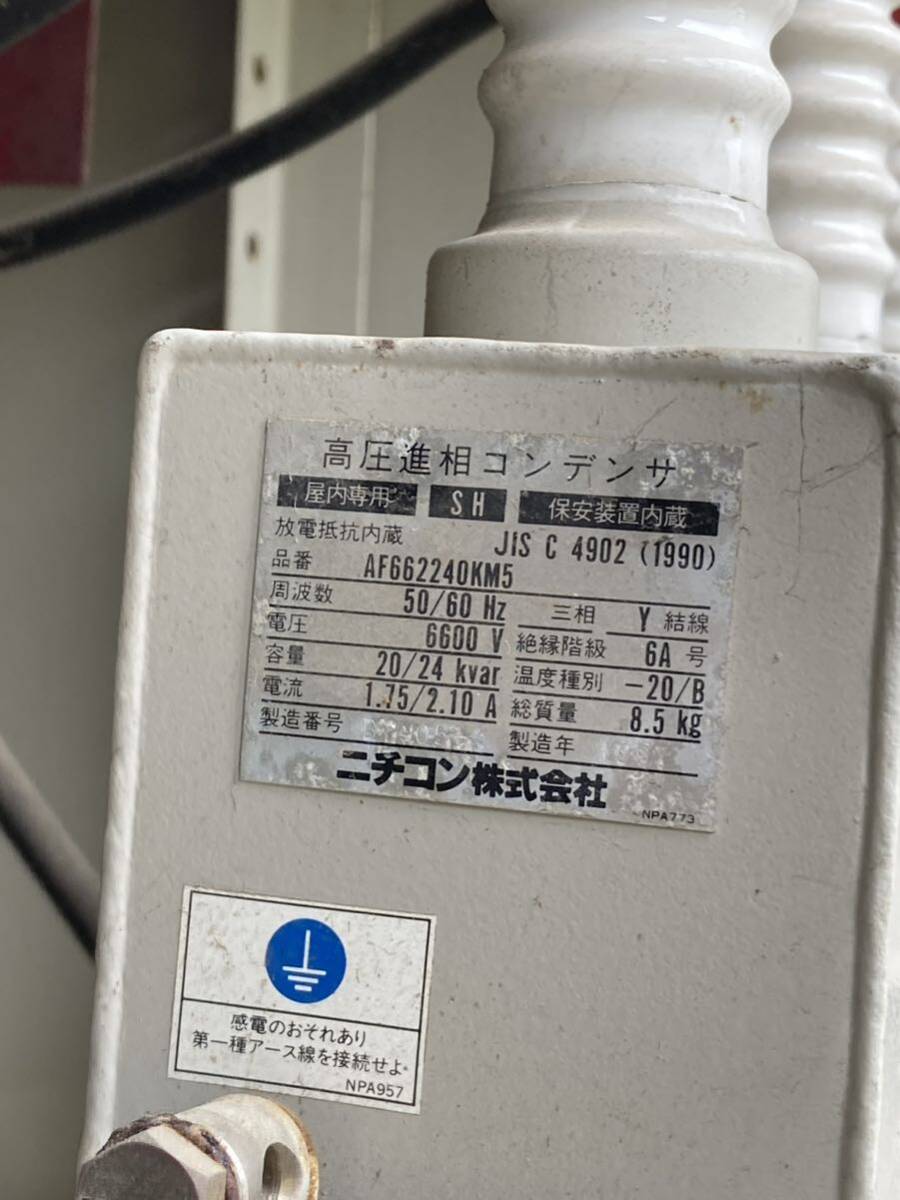 高圧進相コンデンサ
屋内専用 SH 保安装置内蔵
放電抵抗内蔵 JIS C 4902 (1990)
品番 AF662240KM5
周波数 50/60 Hz 三相 Y 結線
電圧 6600 V 絶縁階級 6A 号
容量 20/24 kvar 温度種別 -20/B
電流 1.75/2.10 A 総質量 8.5 kg
製造番号 製造年
ニチコン株式会社
NPA773
感電のおそれあり
第一種アース線を接続せよ
NPA957